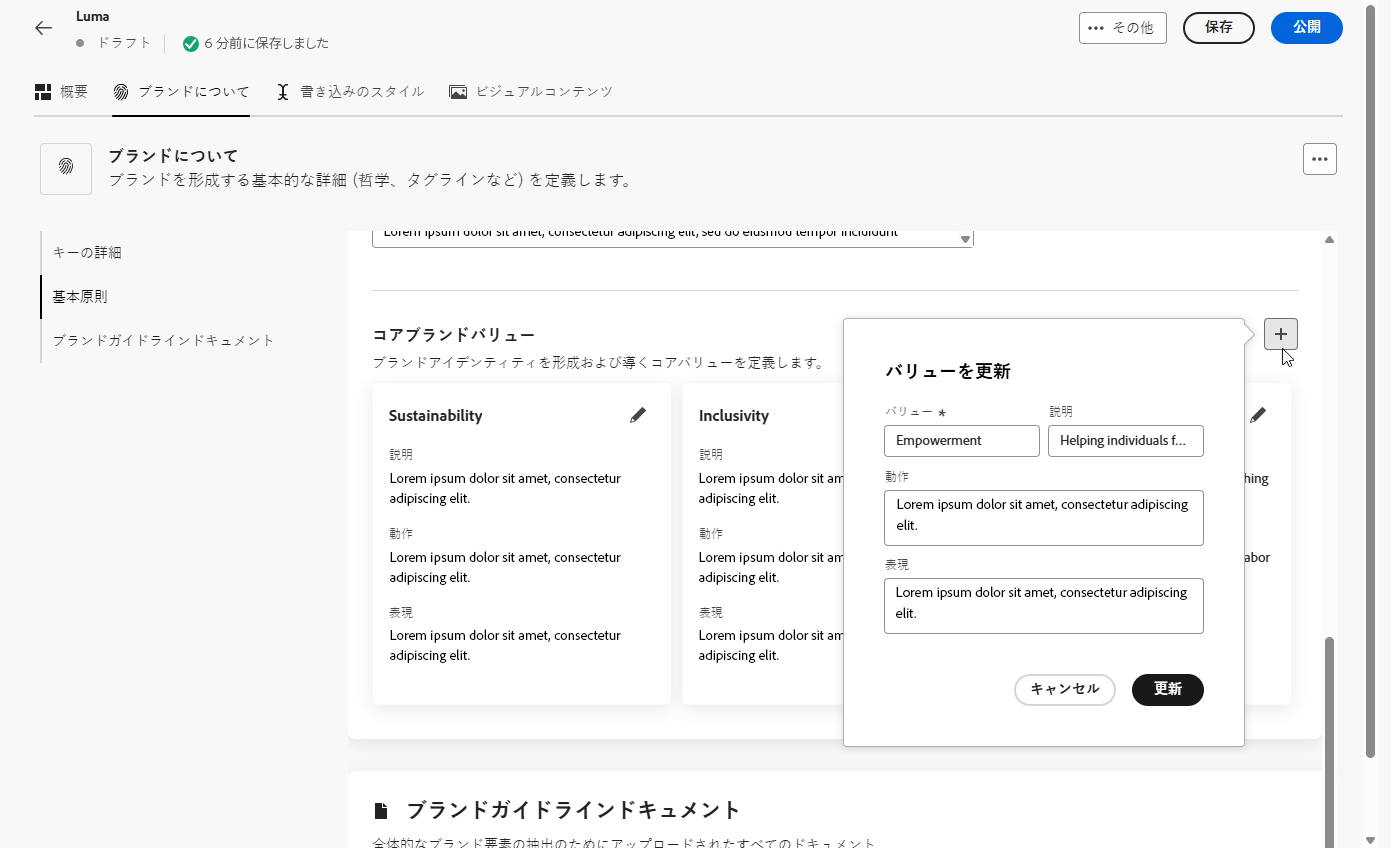 Luma
ドラフト
6 分前に保存しました
その他
保存
公開
概要
ブランドについて
書き込みのスタイル
ビジュアルコンテンツ
ブランドについて
ブランドを形成する基本的な詳細 (哲学、タグラインなど) を定義します。
キーの詳細
基本原則
ブランドガイドラインドキュメント
Lorem ipsum dolor sit amet, consectetur adipiscing elit, sed do eiusmod tempor incididunt
コアブランドバリュー
ブランドアイデンティティを形成および導くコアバリューを定義します。
Sustainability
説明
Lorem ipsum dolor sit amet, consectetur
adipiscing elit.
動作
Lorem ipsum dolor sit amet, consectetur
adipiscing elit.
表現
Lorem ipsum dolor sit amet, consectetur
adipiscing elit.
Inclusivity
説明
Lorem ipsum dolor sit am
adipiscing elit.
動作
Lorem ipsum dolor sit am
adipiscing elit.
表現
Lorem ipsum dolor sit am
adipiscing elit.
hing
abor
バリューを更新
バリュー *
説明
Empowerment
Helping individuals f...
動作
Lorem ipsum dolor sit amet, consectetur adipiscing
elit.
表現
Lorem ipsum dolor sit amet, consectetur adipiscing
elit.
キャンセル
更新
ブランドガイドラインドキュメント
全体的なブランド要素の抽出のためにアップロードされたすべてのドキュメント